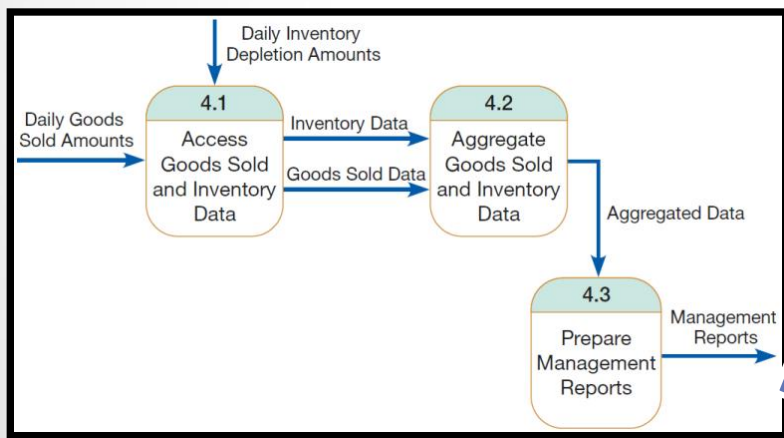 Daily Inventory
Depletion Amounts
4.1
4.2
Daily Goods
Sold Amounts
Access
Goods Sold
and Inventory
Data
Inventory Data
Goods Sold Data
Aggregate
Goods Sold
and Inventory
Data
Aggregated Data
4.3
Prepare
Management
Reports
Management
Reports